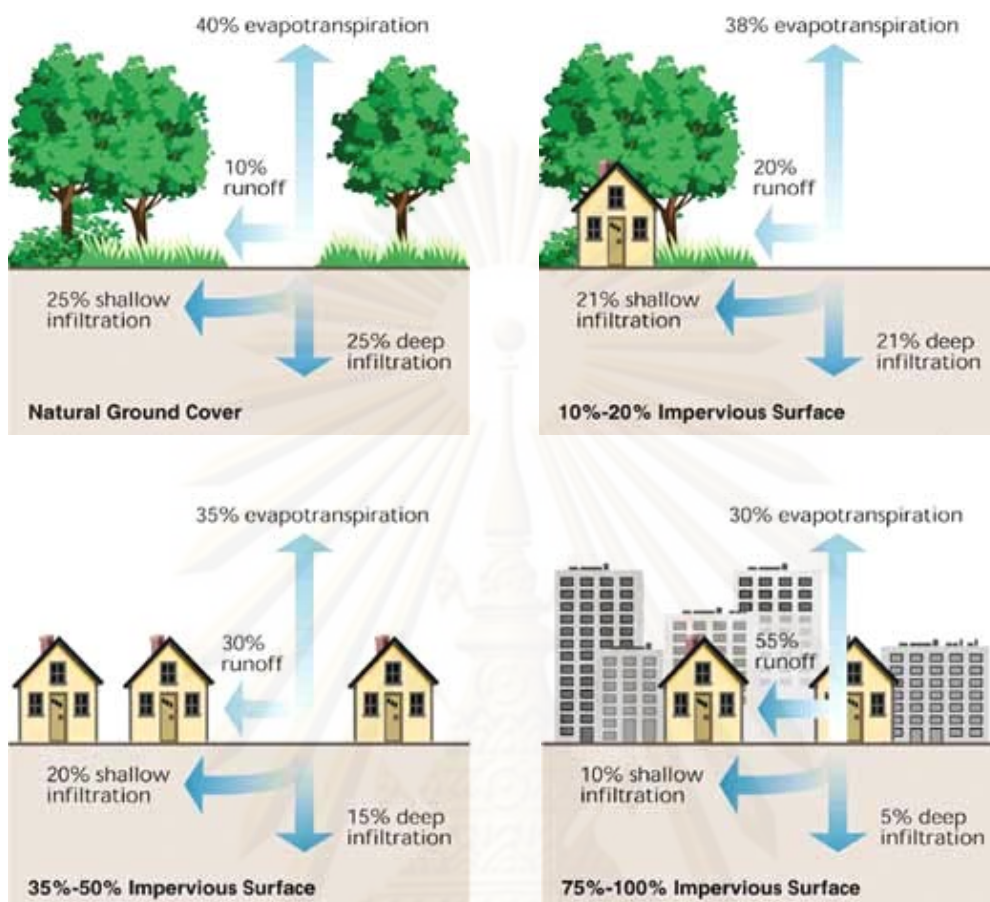 40% evapotranspiration
10%
runoff
25% shallow
infiltration
25% deep
infiltration
Natural Ground Cover
38% evapotranspiration
20%
runoff
21% shallow
infiltration
21% deep
infiltration
10%-20% Impervious Surface
35% evapotranspiration
30%
runoff
20% shallow
infiltration
15% deep
infiltration
35%-50% Impervious Surface
30% evapotranspiration
55%
runoff
10% shallow
infiltration
5% deep
infiltration
75%-100% Impervious Surface